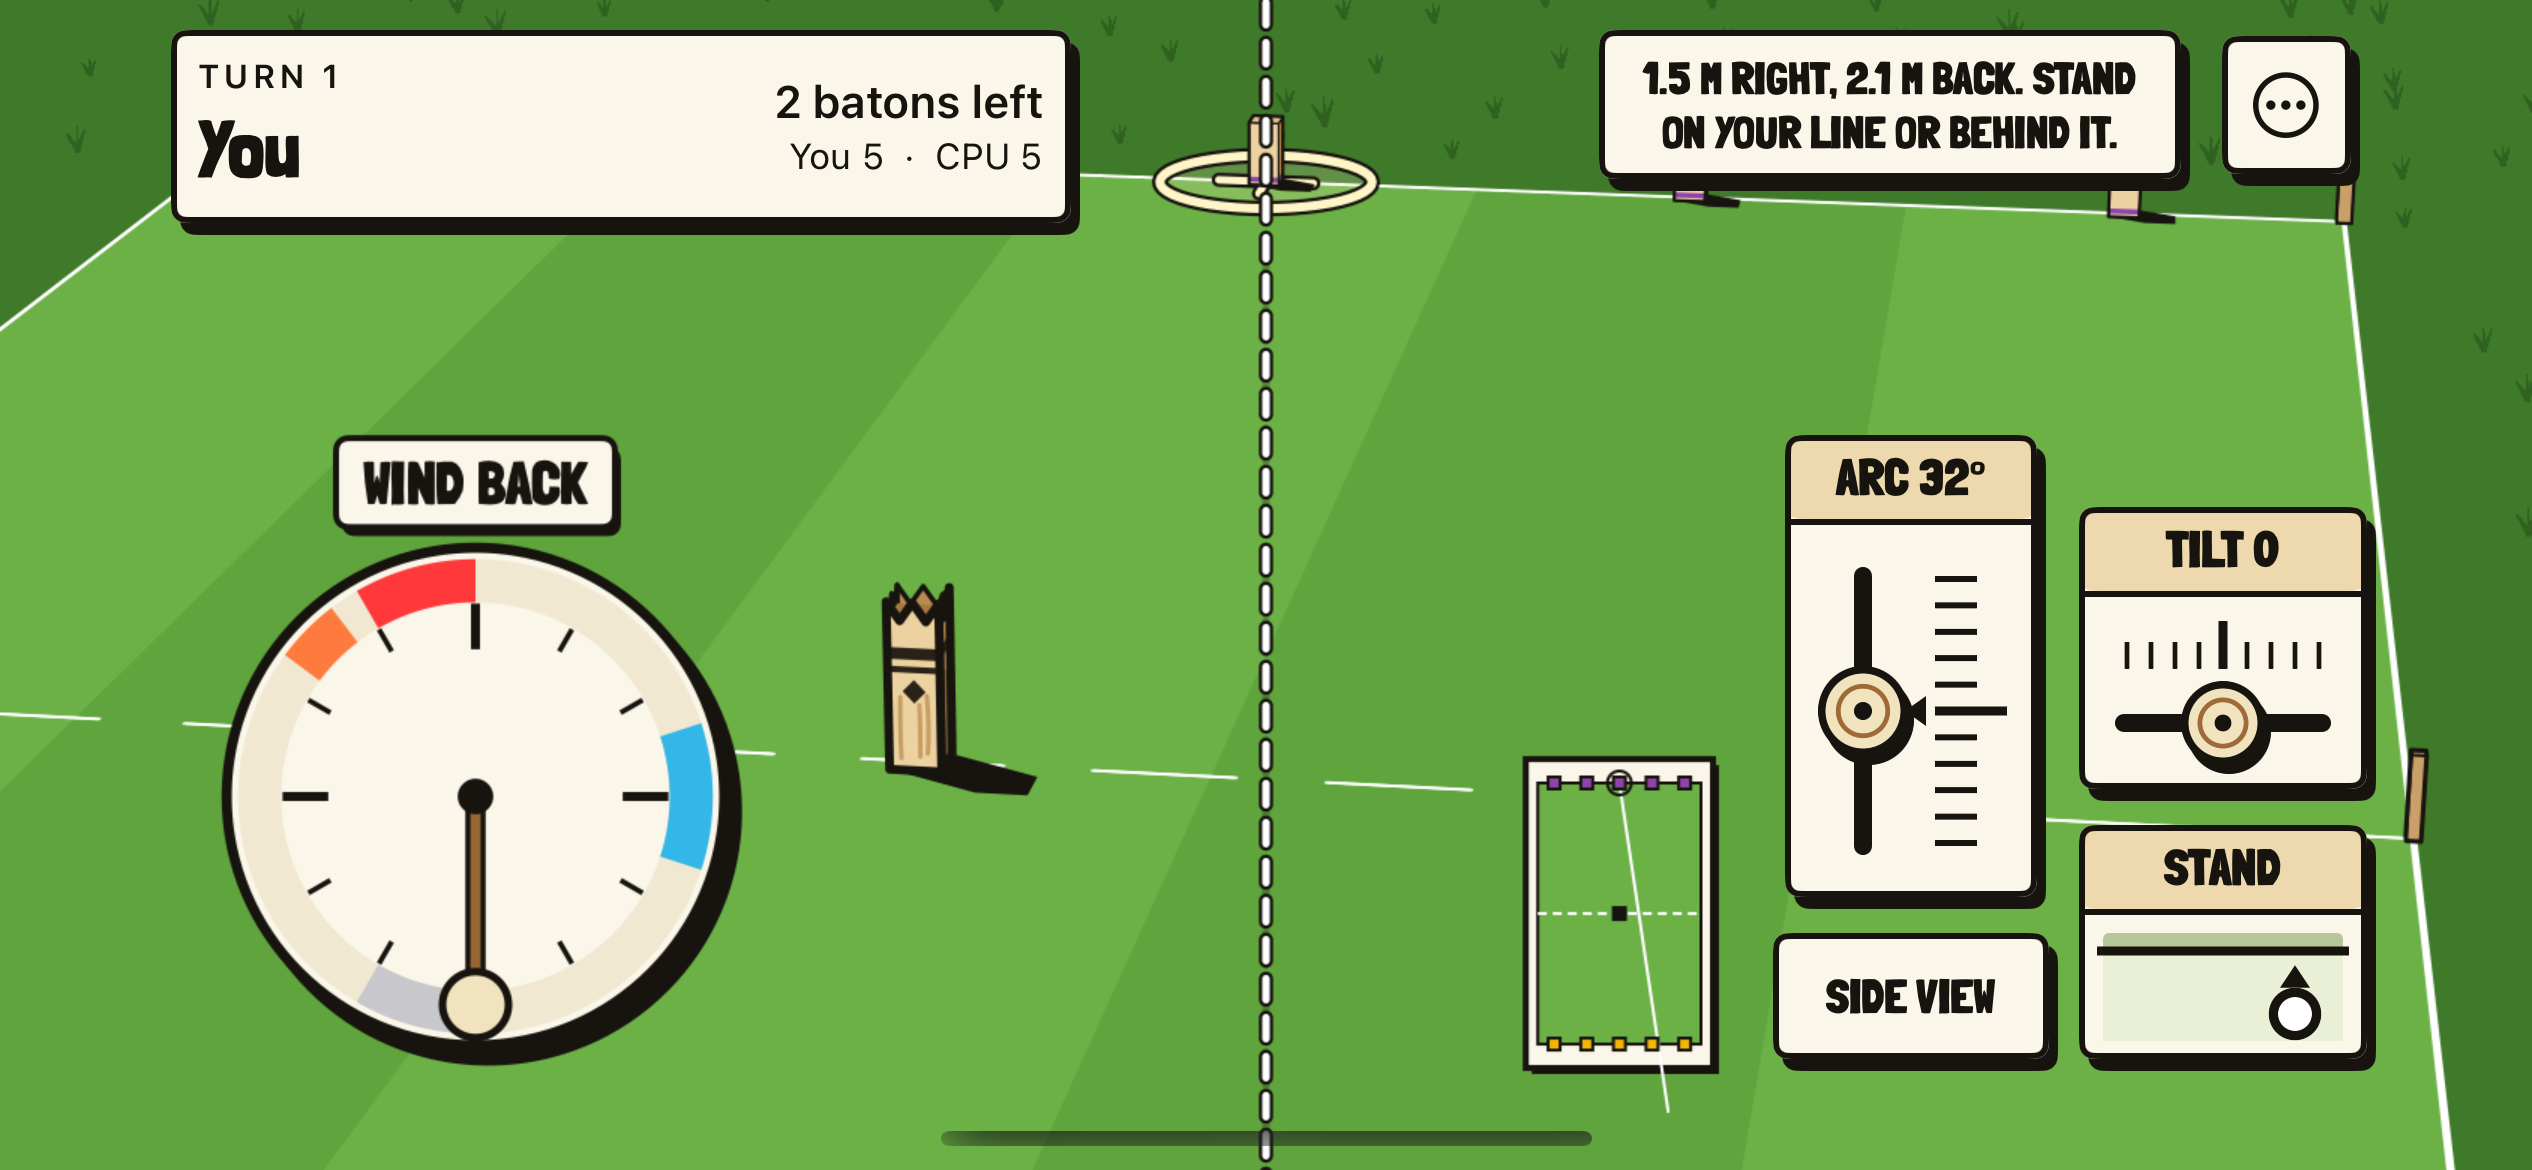 TURN 1
You
2 batons left
You 5 · CPU 5
1.5 M RIGHT, 2.1 M BACK. STAND
ON YOUR LINE OR BEHIND IT.
WIND BACK
ARC 32°
TILT 0
STAND
SIDE VIEW